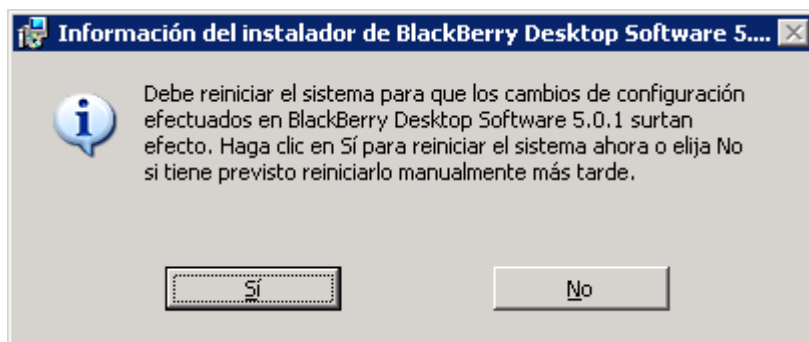 Información del instalador de BlackBerry Desktop Software 5....
Debe reiniciar el sistema para que los cambios de configuración
efectuados en BlackBerry Desktop Software 5.0.1 surtan
efecto. Haga clic en Sí para reiniciar el sistema ahora o elija No
si tiene previsto reiniciarlo manualmente más tarde.
Sí
No